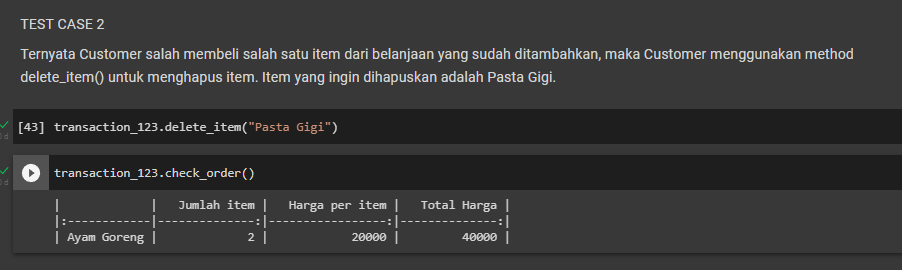 TEST CASE 2
Ternyata Customer salah membeli salah satu item dari belanjaan yang sudah ditambahkan, maka Customer menggunakan method
delete_item() untuk menghapus item. Item yang ingin dihapuskan adalah Pasta Gigi.
[43] transaction_123.delete_item("Pasta Gigi")
transaction_123.check_order()
|             |   Jumlah item |   Harga per item |   Total Harga |
|:------------|--------------:|-----------------:|--------------:|
| Ayam Goreng |             2 |            20000 |         40000 |